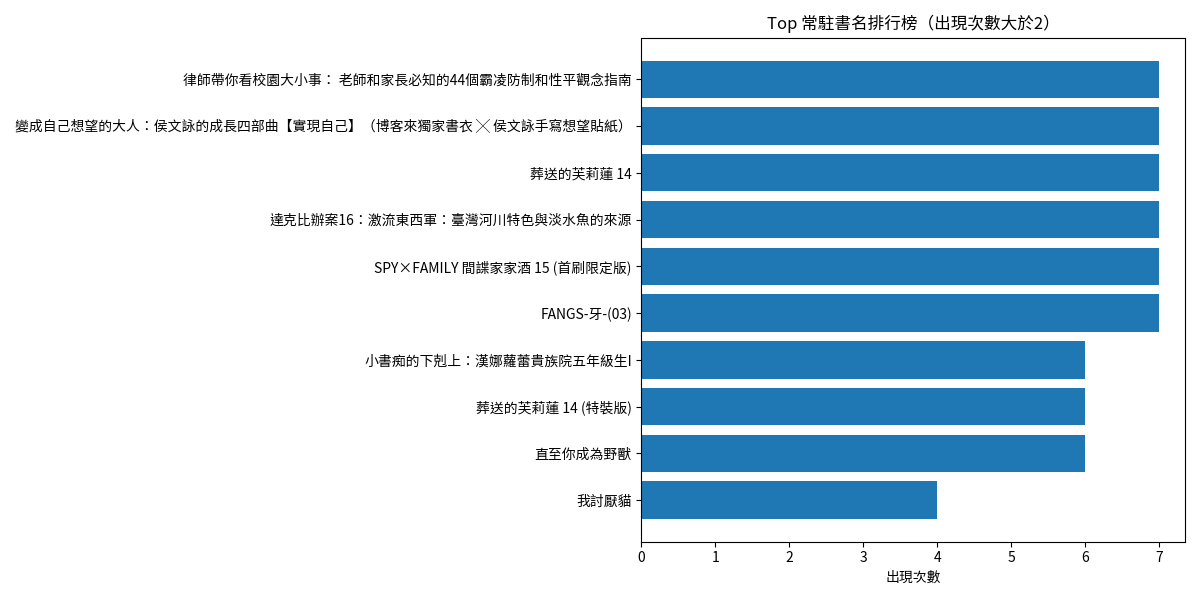 Top 常駐書名排行榜（出現次數大於2）
律師帶你看校園大小事： 老師和家長必知的44個霸凌防制和性平觀念指南
變成自己想望的大人：侯文詠的成長四部曲【實現自己】（博客來獨家書衣 ╳ 侯文詠手寫想望貼紙）
葬送的芙莉蓮 14
達克比辦案16：激流東西軍：臺灣河川特色與淡水魚的來源
SPY×FAMILY 間諜家家酒 15 (首刷限定版)
FANGS-牙-(03)
小書痴的下剋上：漢娜蘿蕾貴族院五年級生I
葬送的芙莉蓮 14 (特裝版)
直至你成為野獸
我討厭貓
0 1 2 3 4 5 6 7
出現次數